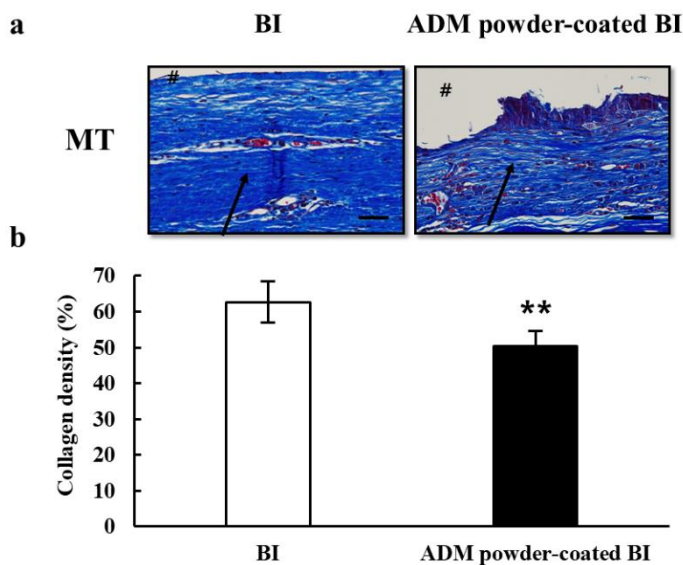 a
BI
ADM powder-coated BI
#
#
MT
b
70
60
50
40
30
20
10
0
Collagen density (%)
**
BI
ADM powder-coated BI